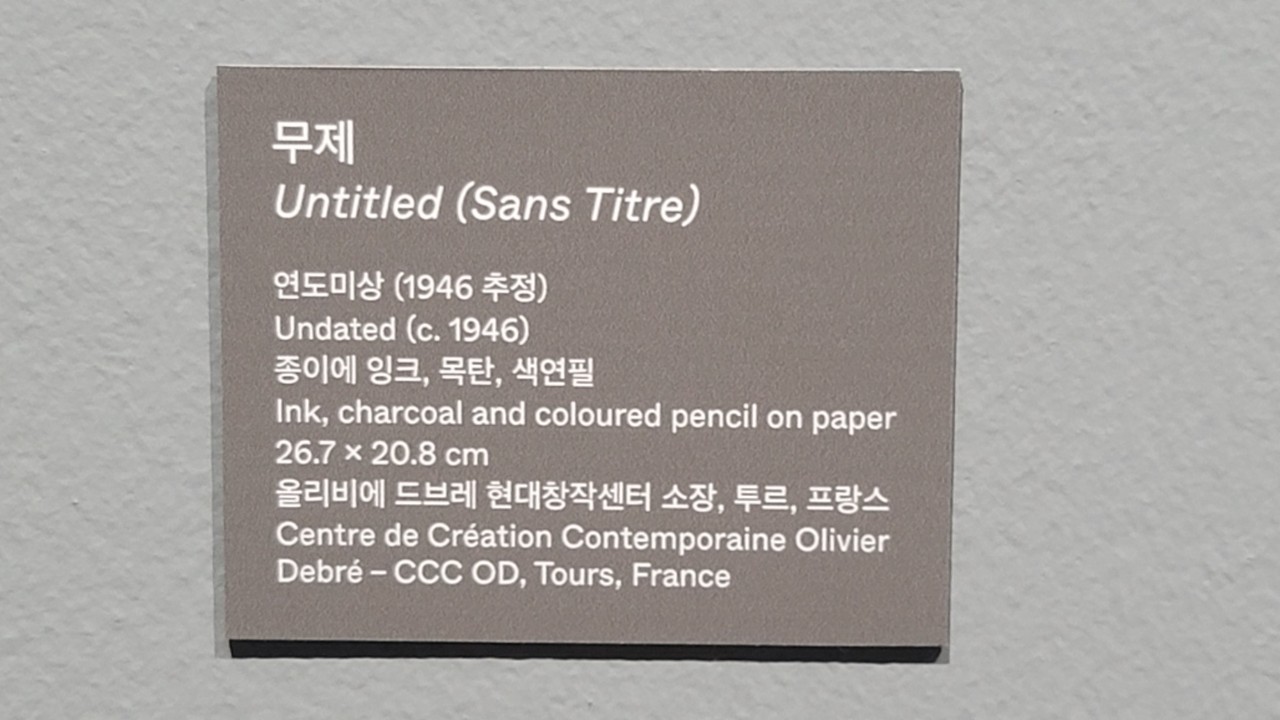 무제
Untitled (Sans Titre)
연도미상 (1946 추정)
Undated (c. 1946)
종이에 잉크, 목탄, 색연필
Ink, charcoal and coloured pencil on paper
26.7 × 20.8 cm
올리비에 드브레 현대창작센터 소장, 투르, 프랑스
Centre de Création Contemporaine Olivier
Debré – CCC OD, Tours, France